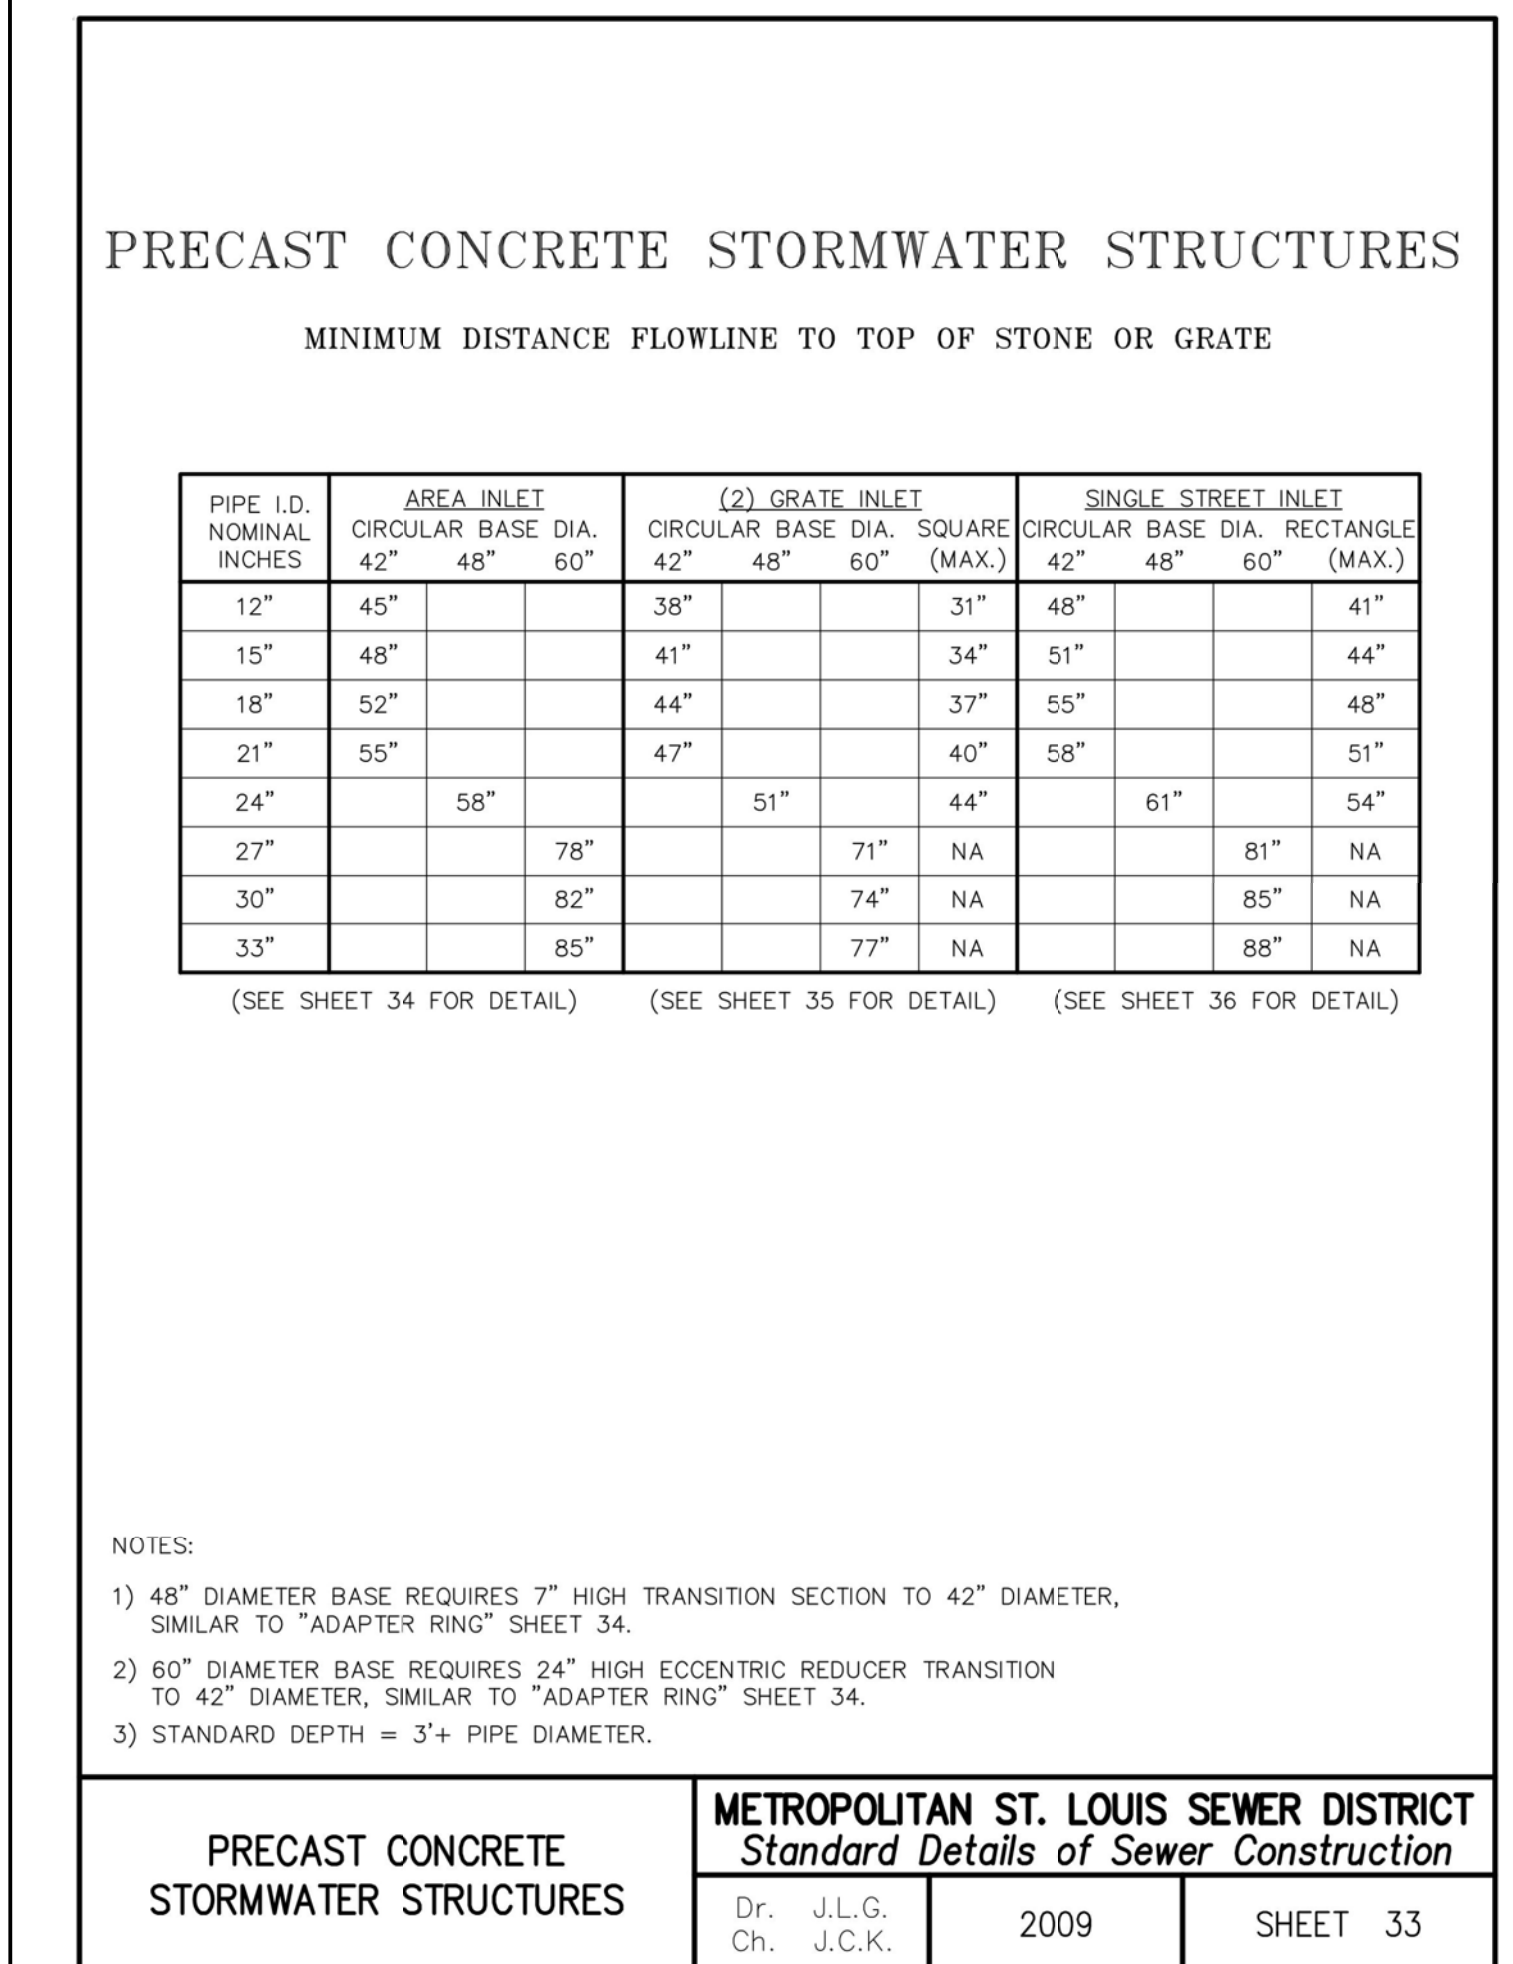 PRECAST CONCRETE STORMWATER STRUCTURES
MINIMUM DISTANCE FLOWLINE TO TOP OF STONE OR GRATE
PIPE I.D. NOMINAL INCHES
AREA INLET
CIRCULAR BASE DIA.
42” 48” 60”
(2) GRATE INLET
CIRCULAR BASE DIA. SQUARE
42” 48” 60” (MAX.)
SINGLE STREET INLET
CIRCULAR BASE DIA. RECTANGLE
42” 48” 60” (MAX.)
12” 45” 38” 31” 48” 41”
15” 48” 41” 34” 51” 44”
18” 52” 44” 37” 55” 48”
21” 55” 47” 40” 58” 51”
24” 58” 51” 44” 61” 54”
27” 78” 71” NA 81” NA
30” 82” 74” NA 85” NA
33” 85” 77” NA 88” NA
(SEE SHEET 34 FOR DETAIL) (SEE SHEET 35 FOR DETAIL) (SEE SHEET 36 FOR DETAIL)
NOTES:
1) 48” DIAMETER BASE REQUIRES 7” HIGH TRANSITION SECTION TO 42” DIAMETER,
SIMILAR TO ”ADAPTER RING” SHEET 34.
2) 60” DIAMETER BASE REQUIRES 24” HIGH ECCENTRIC REDUCER TRANSITION
TO 42” DIAMETER, SIMILAR TO ”ADAPTER RING” SHEET 34.
3) STANDARD DEPTH = 3'+ PIPE DIAMETER.
PRECAST CONCRETE
STORMWATER STRUCTURES
METROPOLITAN ST. LOUIS SEWER DISTRICT
Standard Details of Sewer Construction
Dr. J.L.G.
Ch. J.C.K.
2009
SHEET 33